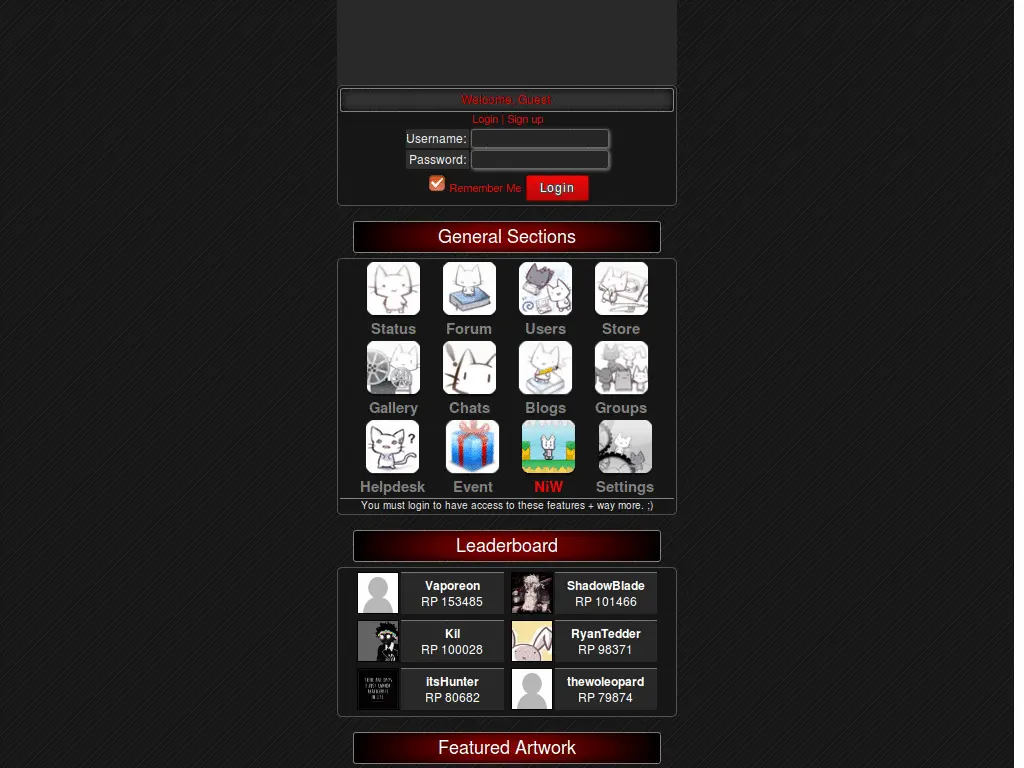 Welcome, Guest
Login | Sign up
Username:
Password:
Remember Me Login
General Sections
Status Forum Users Store
Gallery Chats Blogs Groups
Helpdesk Event NiW Settings
You must login to have access to these features + way more. ;)
Leaderboard
Vaporeon ShadowBlade
RP 153485 RP 101466
Kil RyanTedder
RP 100028 RP 98371
itsHunter thewoleopard
RP 80682 RP 79874
Featured Artwork